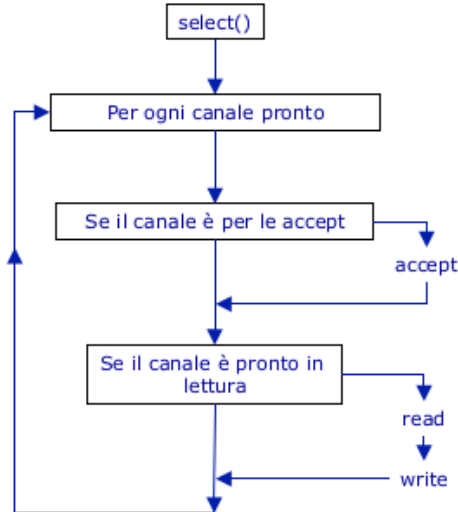 select()
Per ogni canale pronto
Se il canale è per le accept
accept
Se il canale è pronto in
lettura
read
write